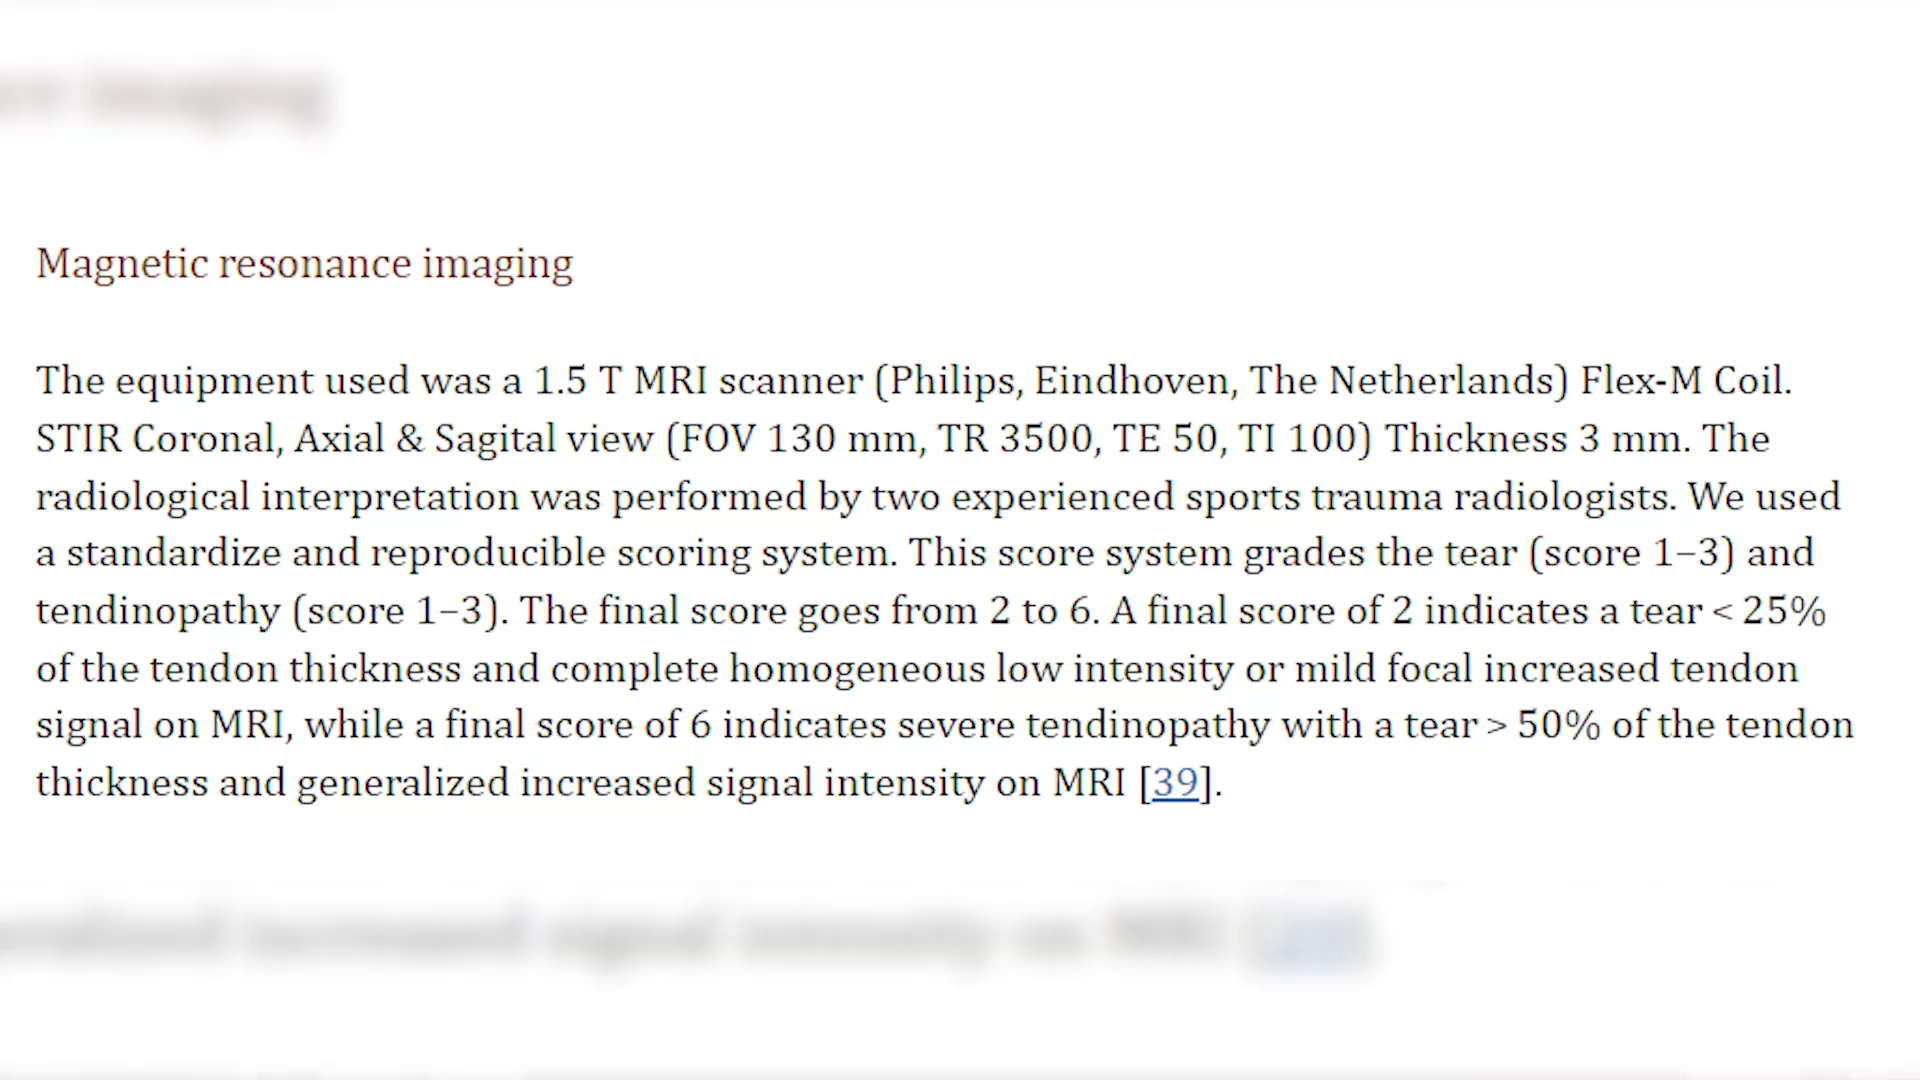 Magnetic resonance imaging
The equipment used was a 1.5 T MRI scanner (Philips, Eindhoven, The Netherlands) Flex-M Coil.
STIR Coronal, Axial & Sagital view (FOV 130 mm, TR 3500, TE 50, TI 100) Thickness 3 mm. The
radiological interpretation was performed by two experienced sports trauma radiologists. We used
a standardize and reproducible scoring system. This score system grades the tear (score 1–3) and
tendinopathy (score 1–3). The final score goes from 2 to 6. A final score of 2 indicates a tear < 25%
of the tendon thickness and complete homogeneous low intensity or mild focal increased tendon
signal on MRI, while a final score of 6 indicates severe tendinopathy with a tear > 50% of the tendon
thickness and generalized increased signal intensity on MRI [39].